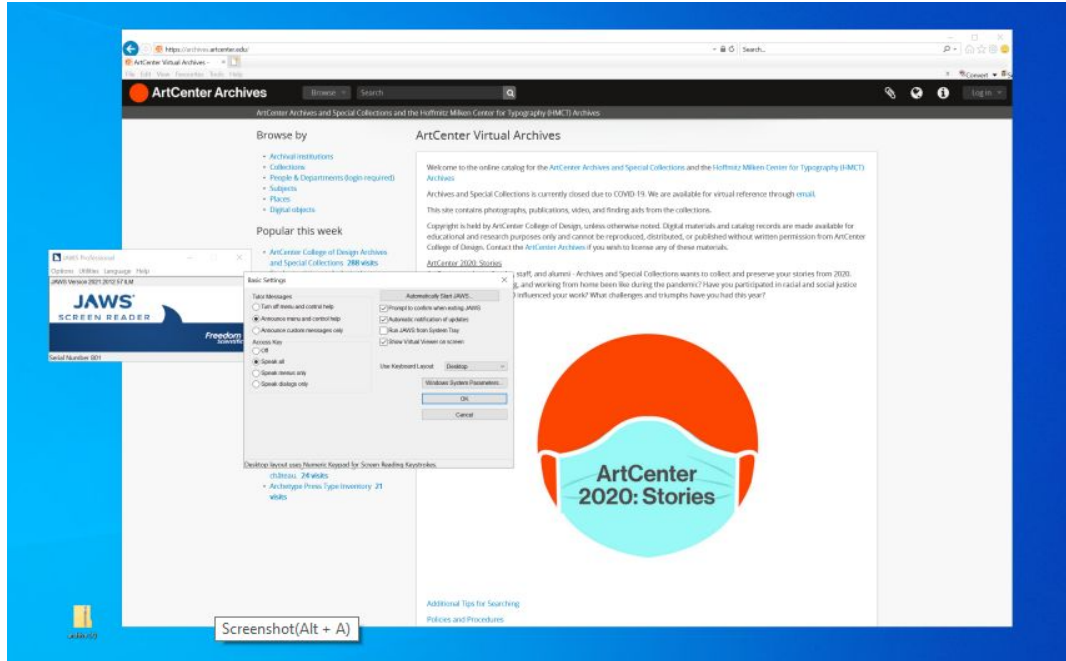 https://archives.artcenter.edu/
Search...
ArtCenter Virtual Archives -
File Edit View Favorites Tools Help
Convert
ArtCenter Archives
Browse
Search
Log in
ArtCenter Archives and Special Collections and the Hoffmitz Milken Center for Typography (HMCT) Archives
Browse by
Archival institutions
Collections
People & Departments (login required)
Subjects
Places
Digital objects
Popular this week
ArtCenter College of Design Archives
and Special Collections 288 visits
château 24 visits
Archetype Press Type Inventory 21
visits
ArtCenter Virtual Archives
Welcome to the online catalog for the ArtCenter Archives and Special Collections and the Hoffmitz Milken Center for Typography (HMCT)
Archives
Archives and Special Collections is currently closed due to COVID-19. We are available for virtual reference through email.
This site contains photographs, publications, video, and finding aids from the collections.
Copyright is held by ArtCenter College of Design, unless otherwise noted. Digital materials and catalog records are made available for
educational and research purposes only and cannot be reproduced, distributed, or published without written permission from ArtCenter
College of Design. Contact the ArtCenter Archives if you wish to license any of these materials.
ArtCenter 2020: Stories
staff, and alumni - Archives and Special Collections wants to collect and preserve your stories from 2020.
and working from home been like during the pandemic? Have you participated in racial and social justice
influenced your work? What challenges and triumphs have you had this year?
ArtCenter
2020: Stories
Additional Tips for Searching
Policies and Procedures
JAWS Professional
Options Utilities Language Help
JAWS Version 2021.2012.57 ILM
JAWS
SCREEN READER
Freedom
Scientific
Serial Number
Basic Settings
Tutor Messages
Turn off menu and control help
Announce menu and control help
Announce custom messages only
Access Key
Off
Speak all
Speak menus only
Speak dialogs only
Automatically Start JAWS...
Prompt to confirm when exiting JAWS
Automatic notification of updates
Run JAWS from System Tray
Show Virtual Viewer on screen
Use Keyboard Layout Desktop
Windows System Parameters...
OK
Cancel
Desktop layout uses Numeric Keypad for Screen Reading Keystrokes.
Screenshot(Alt + A)